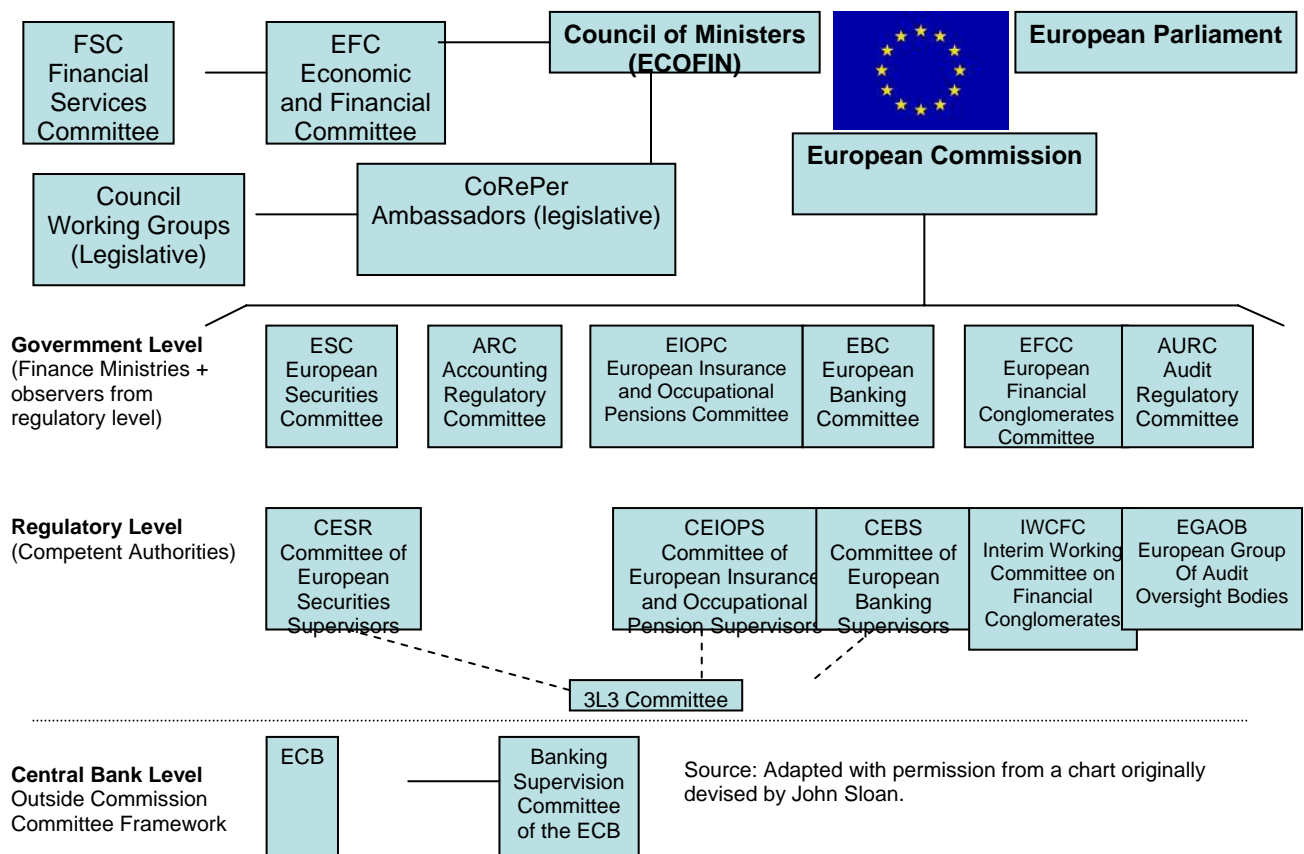 FSC
Financial
Services
Committee
EFC
Economic
and Financial
Committee
Council of Ministers
(ECOFIN)
European Parliament
European Commission
Council
Working Groups
(Legislative)
CoRePer
Ambassadors (legislative)
Govermment Level
(Finance Ministries +
observers from
regulatory level)
ESC
European
Securities
Committee
ARC
Accounting
Regulatory
Committee
EIOPC
European Insurance
and Occupational
Pensions Committee
EBC
European
Banking
Committee
EFCC
European
Financial
Conglomerates
Committee
AURC
Audit
Regulatory
Committee
Regulatory Level
(Competent Authorities)
CESR
Committee of
European
Securities
Supervisors
CEIOPS
Committee of
European Insurance
and Occupational
Pension Supervisors
CEBS
Committee of
European
Banking
Supervisors
IWCFC
Interim Working
Committee on
Financial
Conglomerates
EGAOB
European Group
Of Audit
Oversight Bodies
3L3 Committee
Central Bank Level
Outside Commission
Committee Framework
ECB
Banking
Supervision
Committee
of the ECB
Source: Adapted with permission from a chart originally
devised by John Sloan.